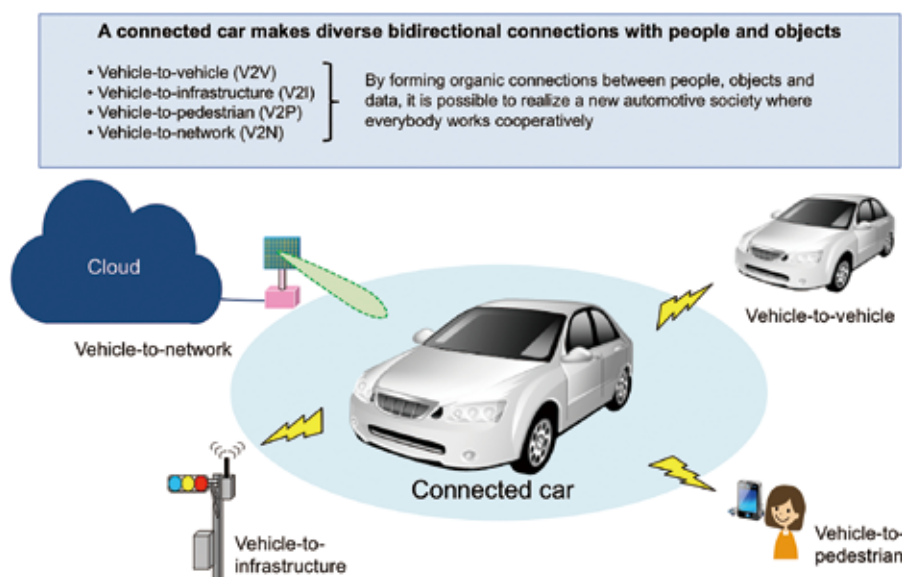 A connected car makes diverse bidirectional connections with people and objects
• Vehicle-to-vehicle (V2V)
• Vehicle-to-infrastructure (V2I)
• Vehicle-to-pedestrian (V2P)
• Vehicle-to-network (V2N)
By forming organic connections between people, objects and
data, it is possible to realize a new automotive society where
everybody works cooperatively
Cloud
Vehicle-to-network
Vehicle-to-vehicle
Connected car
Vehicle-to-
infrastructure
Vehicle-to-
pedestrian